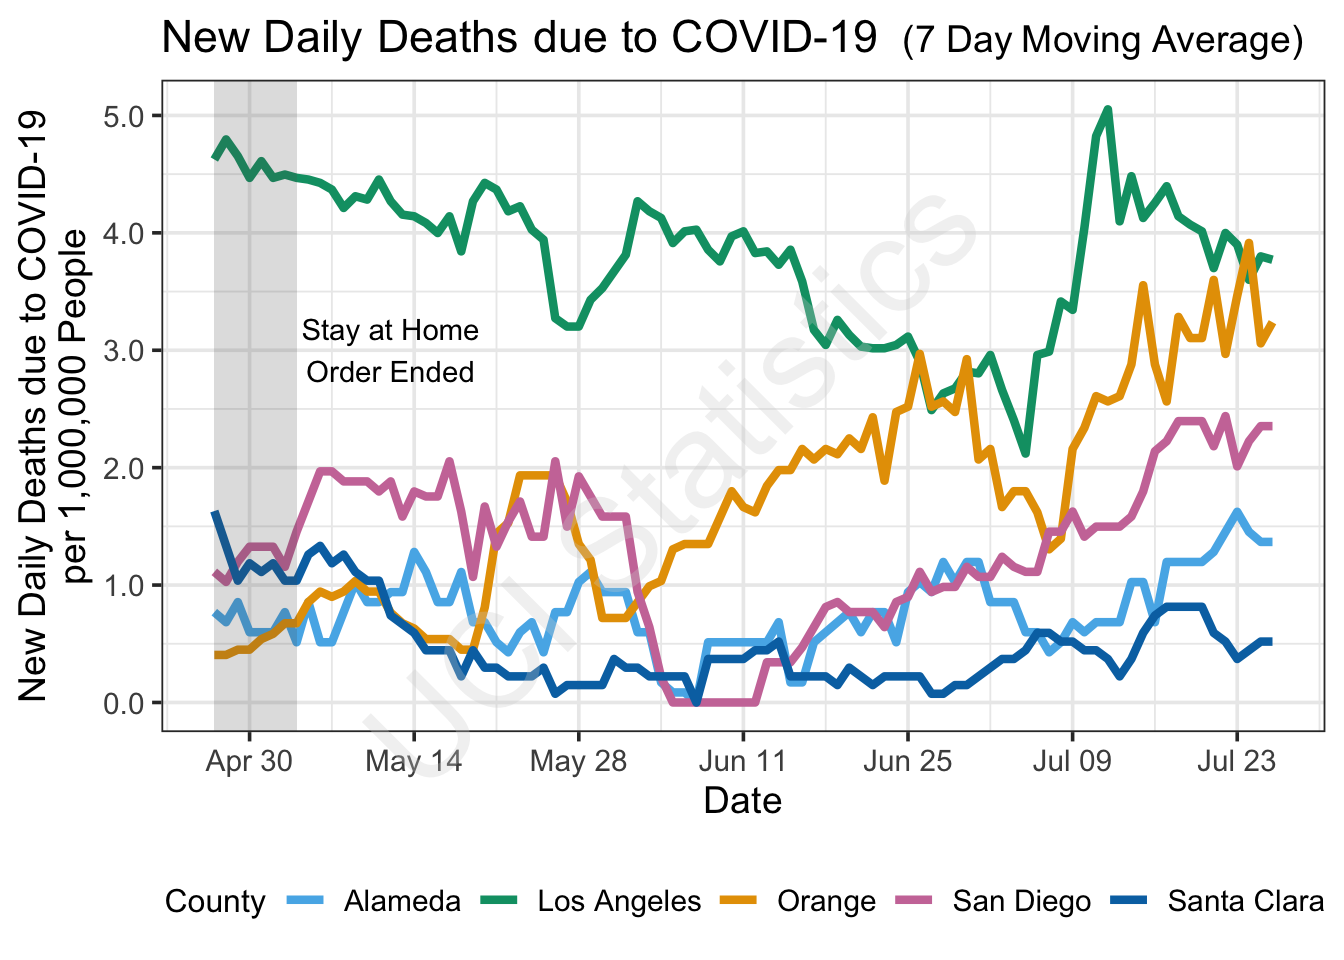 New Daily Deaths due to COVID-19 (7 Day Moving Average)
New Daily Deaths due to COVID-19
per 1,000,000 People
5.0
4.0
3.0
2.0
1.0
0.0
Stay at Home
Order Ended
UCI Statistics
Apr 30 May 14 May 28 Jun 11 Jun 25 Jul 09 Jul 23
Date
County Alameda Los Angeles Orange San Diego Santa Clara